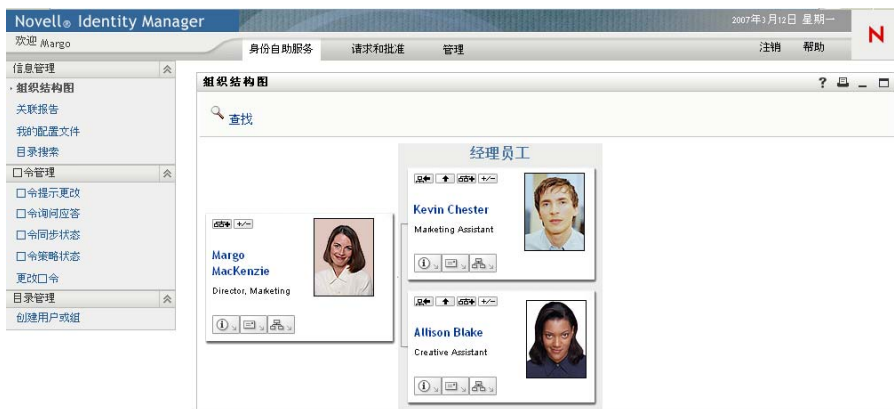 Novell® Identity Manager
2007年3月12日 星期一
欢迎 Margo
身份自助服务 请求和批准 管理 注销 帮助
N
信息管理
· 组织结构图
关联报告
我的配置文件
目录搜索
口令管理
口令提示更改
口令询问应答
口令同步状态
口令策略状态
更改口令
目录管理
创建用户或组
组织结构图
查找
Margo
MacKenzie
Director, Marketing
经理员工
Kevin Chester
Marketing Assistant
Allison Blake
Creative Assistant